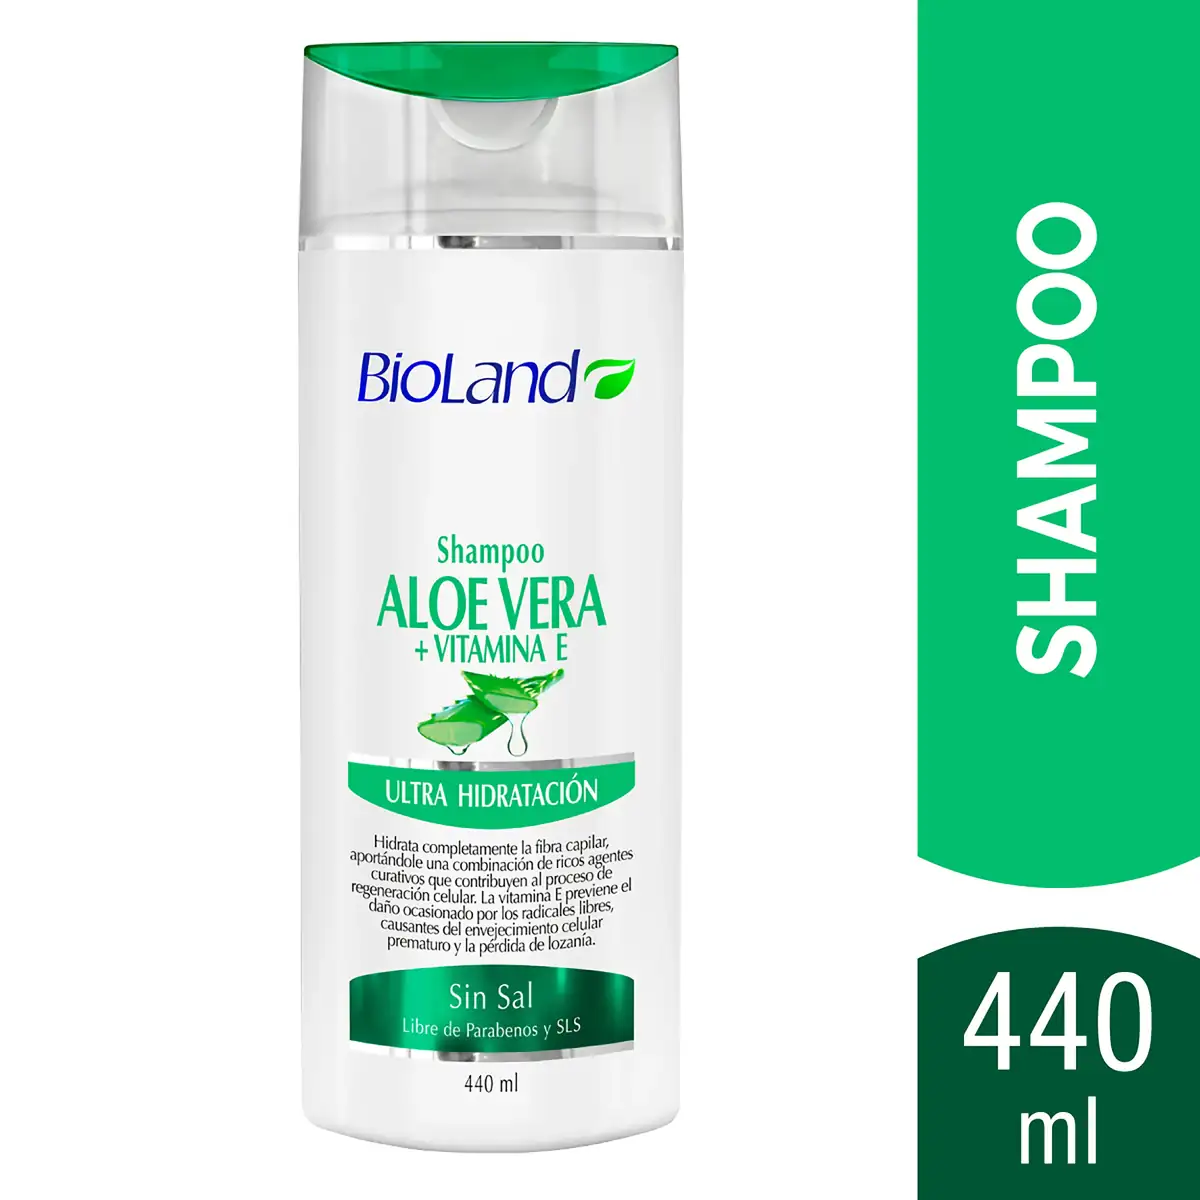 BioLand
Shampoo
ALOE VERA
+ VITAMINA E
ULTRA HIDRATACIÓN
Hidrata completamente la fibra capilar,
aportándole una combinación de ricos agentes
curativos que contribuyen al proceso de
regeneración celular. La vitamina E previene el
daño ocasionado por los radicales libres,
causantes del envejecimiento celular
prematuro y la pérdida de lozanía.
Sin Sal
Libre de Parabenos y SLS
440 ml
SHAMPOO
440
ml